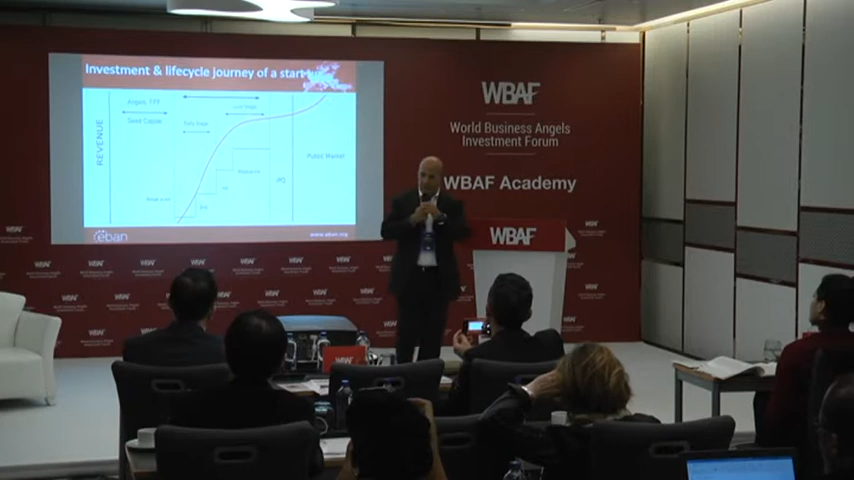 Investment & lifecycle journey of a start-up
REVENUE
Angels, FFF
Seed Capital
Early Stage
Later Stage
Public Market
IPO
eban
www.eban.org
WBAF
World Business Angels
Investment Forum
WBAF Academy
WBAF